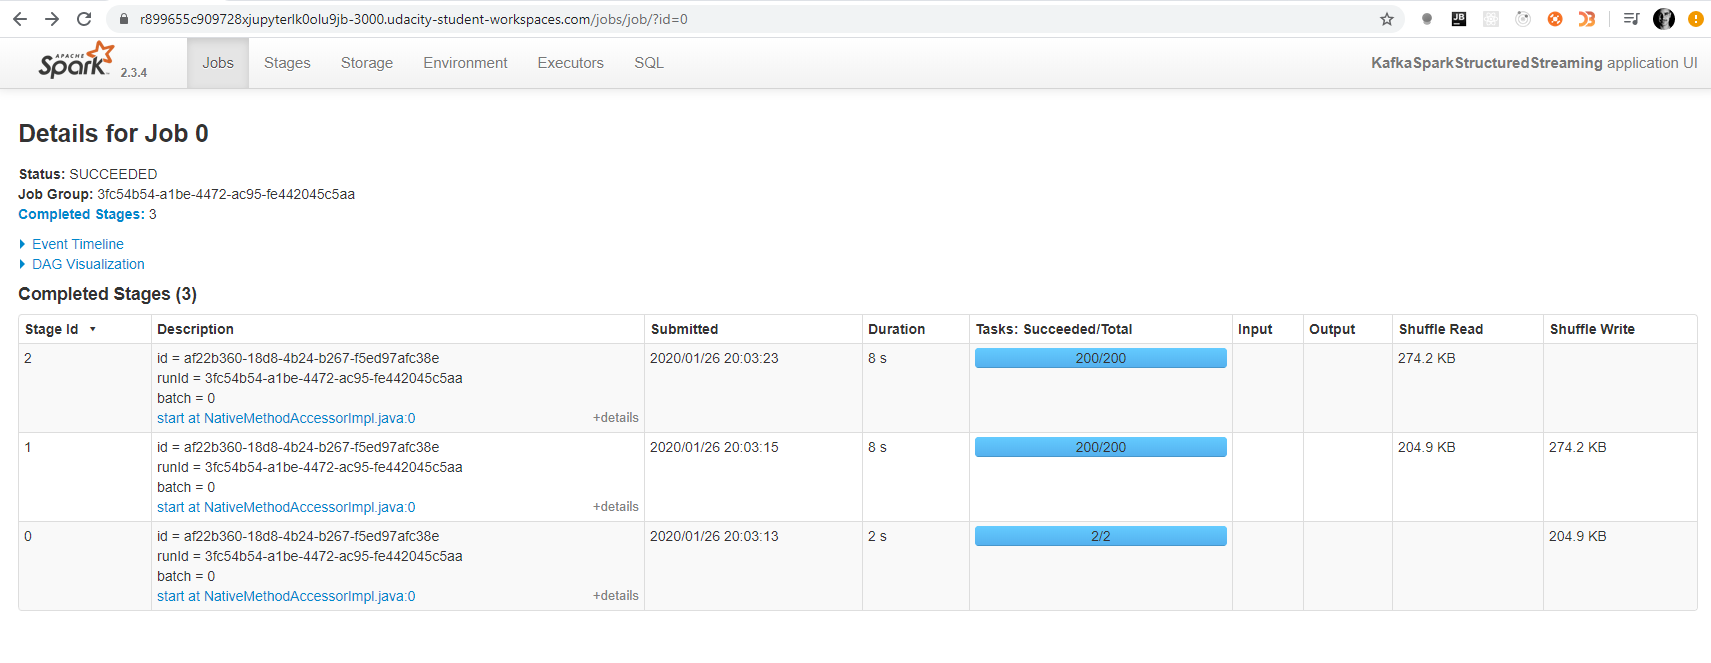 r899655c909728xjupyterlk0olu9jb-3000.udacity-student-workspaces.com/jobs/job/?id=0
JB
APACHE Spark 2.3.4 Jobs Stages Storage Environment Executors SQL KafkaSparkStructuredStreaming application UI
Details for Job 0
Status: SUCCEEDED
Job Group: 3fc54b54-a1be-4472-ac95-fe442045c5aa
Completed Stages: 3
Event Timeline
DAG Visualization
Completed Stages (3)
Stage Id Description Submitted Duration Tasks: Succeeded/Total Input Output Shuffle Read Shuffle Write
2 id = af22b360-18d8-4b24-b267-f5ed97afc38e 2020/01/26 20:03:23 8 s 200/200 274.2 KB
runId = 3fc54b54-a1be-4472-ac95-fe442045c5aa
batch = 0
start at NativeMethodAccessorImpl.java:0 +details
1 id = af22b360-18d8-4b24-b267-f5ed97afc38e 2020/01/26 20:03:15 8 s 200/200 204.9 KB 274.2 KB
runId = 3fc54b54-a1be-4472-ac95-fe442045c5aa
batch = 0
start at NativeMethodAccessorImpl.java:0 +details
0 id = af22b360-18d8-4b24-b267-f5ed97afc38e 2020/01/26 20:03:13 2 s 2/2 204.9 KB
runId = 3fc54b54-a1be-4472-ac95-fe442045c5aa
batch = 0
start at NativeMethodAccessorImpl.java:0 +details